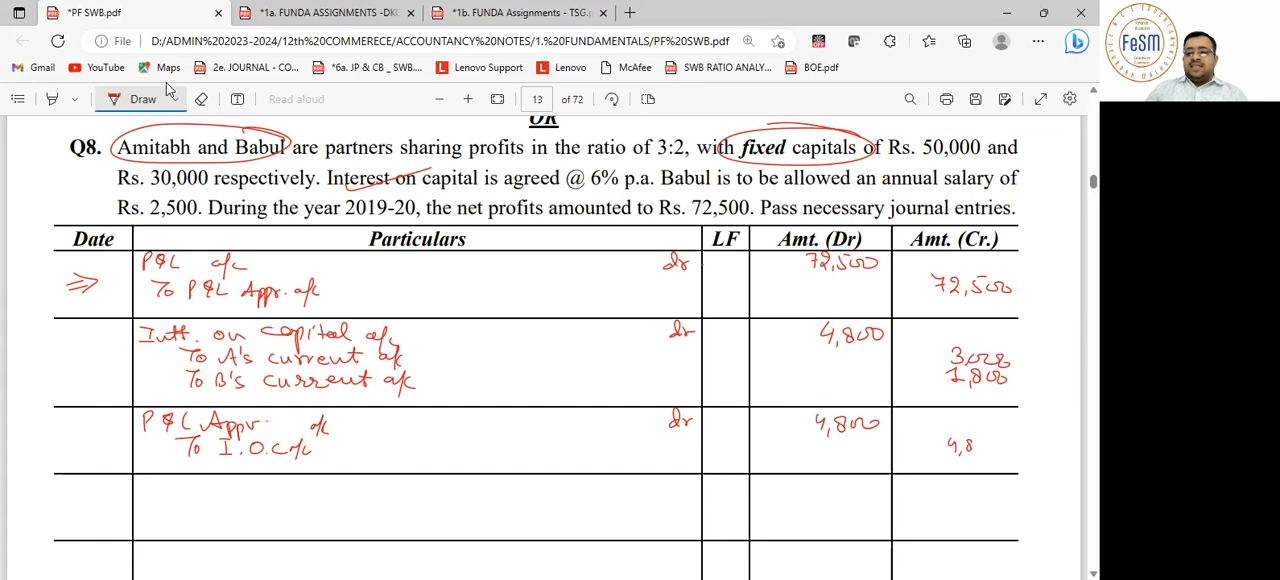 *PF SWB.pdf
*1a. FUNDA ASSIGNMENTS -DKG
*1b. FUNDA Assignments - TSG.p
File D:/ADMIN%202023-2024/12th%20COMMERECE/ACCOUNTANCE%20NOTES/1.%20FUNDAMENTALS/PF%20SWB.pdf
Gmail YouTube Maps 2e. JOURNAL - CO... *6a. JP & CB _ SWB.... Lenovo Support Lenovo McAfee SWB RATIO ANALY... BOE.pdf
Draw Read aloud 13 of 72
FeSM
OR
Q8. Amitabh and Babul are partners sharing profits in the ratio of 3:2, with fixed capitals of Rs. 50,000 and
Rs. 30,000 respectively. Interest on capital is agreed @ 6% p.a. Babul is to be allowed an annual salary of
Rs. 2,500. During the year 2019-20, the net profits amounted to Rs. 72,500. Pass necessary journal entries.
Date Particulars LF Amt. (Dr) Amt. (Cr.)
P&L a/c dr 72,500
To P&L Appr. a/c 72,500
Intt. on capital a/c dr 4,800
To A's current a/c 3,000
To B's current a/c 1,800
P&L Appr. a/c dr 4,800
To I.O.C a/c 4,8